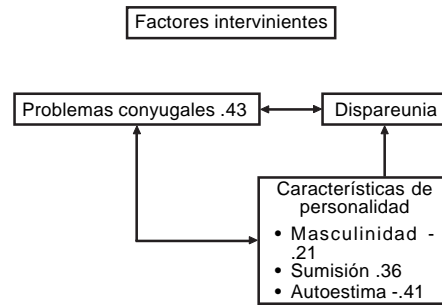 Factores intervinientes
Problemas conyugales .43
Dispareunia
Características de
personalidad
• Masculinidad -
.21
• Sumisión .36
• Autoestima -.41